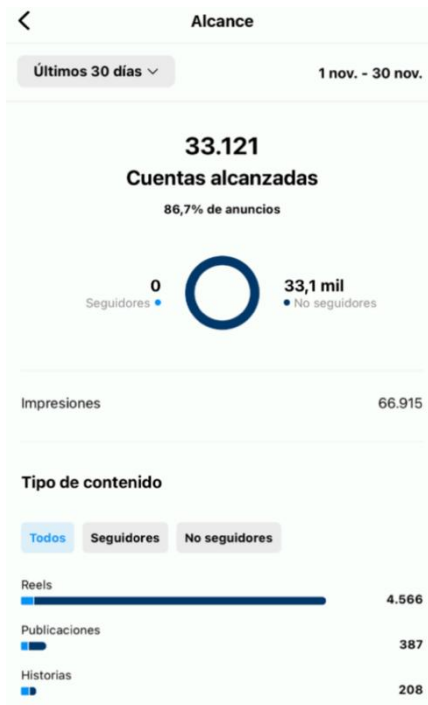 Alcance
Últimos 30 días
1 nov. - 30 nov.
33.121
Cuentas alcanzadas
86,7% de anuncios
0
Seguidores
33,1 mil
No seguidores
Impresiones
66.915
Tipo de contenido
Todos
Seguidores
No seguidores
Reels
4.566
Publicaciones
387
Historias
208